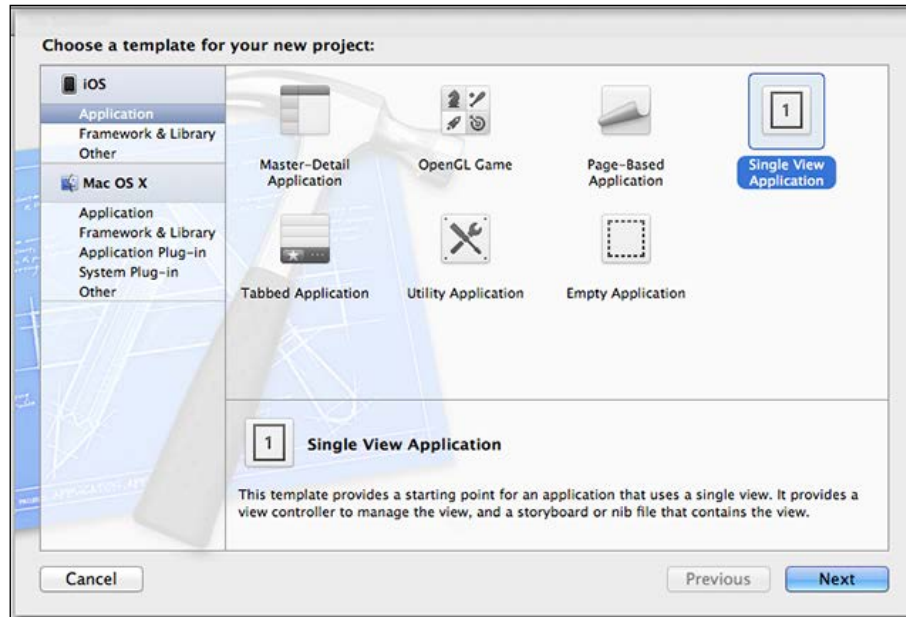 Choose a template for your new project:
iOS
Application
Framework & Library
Other
Mac OS X
Application
Framework & Library
Application Plug-in
System Plug-in
Other
Master-Detail
Application
OpenGL Game
Page-Based
Application
1
Single View
Application
Tabbed Application
Utility Application
Empty Application
1
Single View Application
This template provides a starting point for an application that uses a single view. It provides a
view controller to manage the view, and a storyboard or nib file that contains the view.
Cancel
Previous
Next